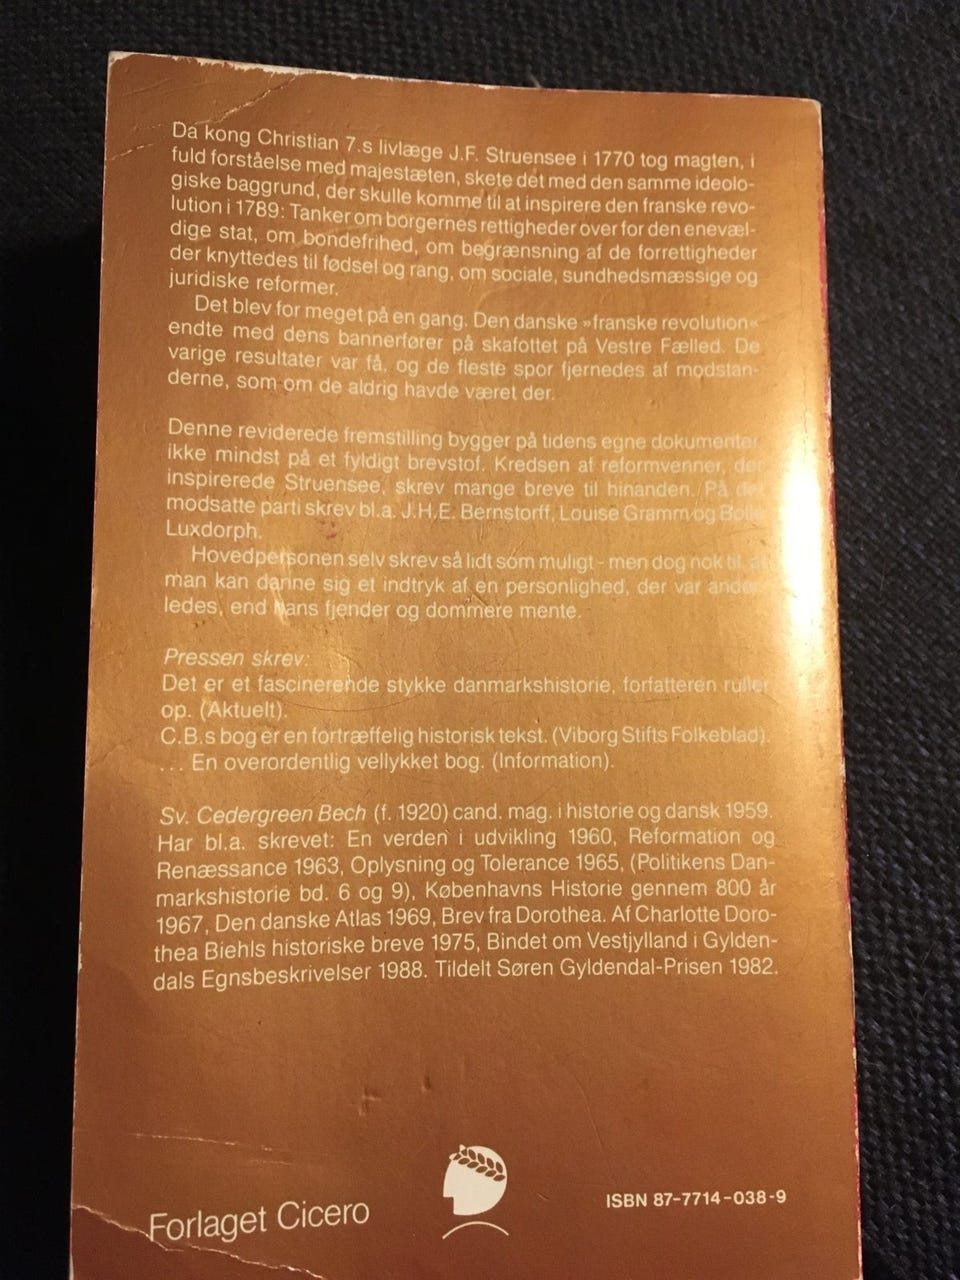 Da kong Christian 7.s livlæge J.F. Struensee i 1770 tog magten, i
fuld forståelse med majestæten, skete det med den samme ideolo-
giske baggrund, der skulle komme til at inspirere den franske revo-
lution i 1789: Tanker om borgernes rettigheder over for den enevæl-
dige stat, om bondefrihed, om begrænsning af de forrettigheder
der knyttedes til fødsel og rang, om sociale, sundhedsmæssige og
juridiske reformer.
Det blev for meget på en gang. Den danske »franske revolution«
endte med dens bannerfører på skafottet på Vestre Fælled. De
varige resultater var få, og de fleste spor fjernedes af modstan-
derne, som om de aldrig havde været der.
Denne reviderede fremstilling bygger på tidens egne dokumenter
ikke mindst på et fyldigt brevstof. Kredsen af reformvenner, der
inspirerede Struensee, skrev mange breve til hinanden. På det
modsatte parti skrev bl.a. J.H.E. Bernstorff, Louise Gramm og Bolle
Luxdorph.
Hovedpersonen selv skrev så lidt som muligt - men dog nok til, at
man kan danne sig et indtryk af en personlighed, der var ander-
ledes, end hans fjender og dommere mente.
Pressen skrev:
Det er et fascinerende stykke danmarkshistorie, forfatteren ruller
op. (Aktuelt).
C.B.s bog er en fortræffelig historisk tekst. (Viborg Stifts Folkeblad).
... En overordentlig vellykket bog. (Information).
Sv. Cedergreen Bech (f. 1920) cand. mag. i historie og dansk 1959.
Har bl.a. skrevet: En verden i udvikling 1960, Reformation og
Renæssance 1963, Oplysning og Tolerance 1965, (Politikens Dan-
markshistorie bd. 6 og 9), Københavns Historie gennem 800 år
1967, Den danske Atlas 1969, Brev fra Dorothea. Af Charlotte Doro-
thea Biehls historiske breve 1975, Bindet om Vestjylland i Gylden-
dals Egnsbeskrivelser 1988. Tildelt Søren Gyldendal-Prisen 1982.
Forlaget Cicero
ISBN 87-7714-038-9